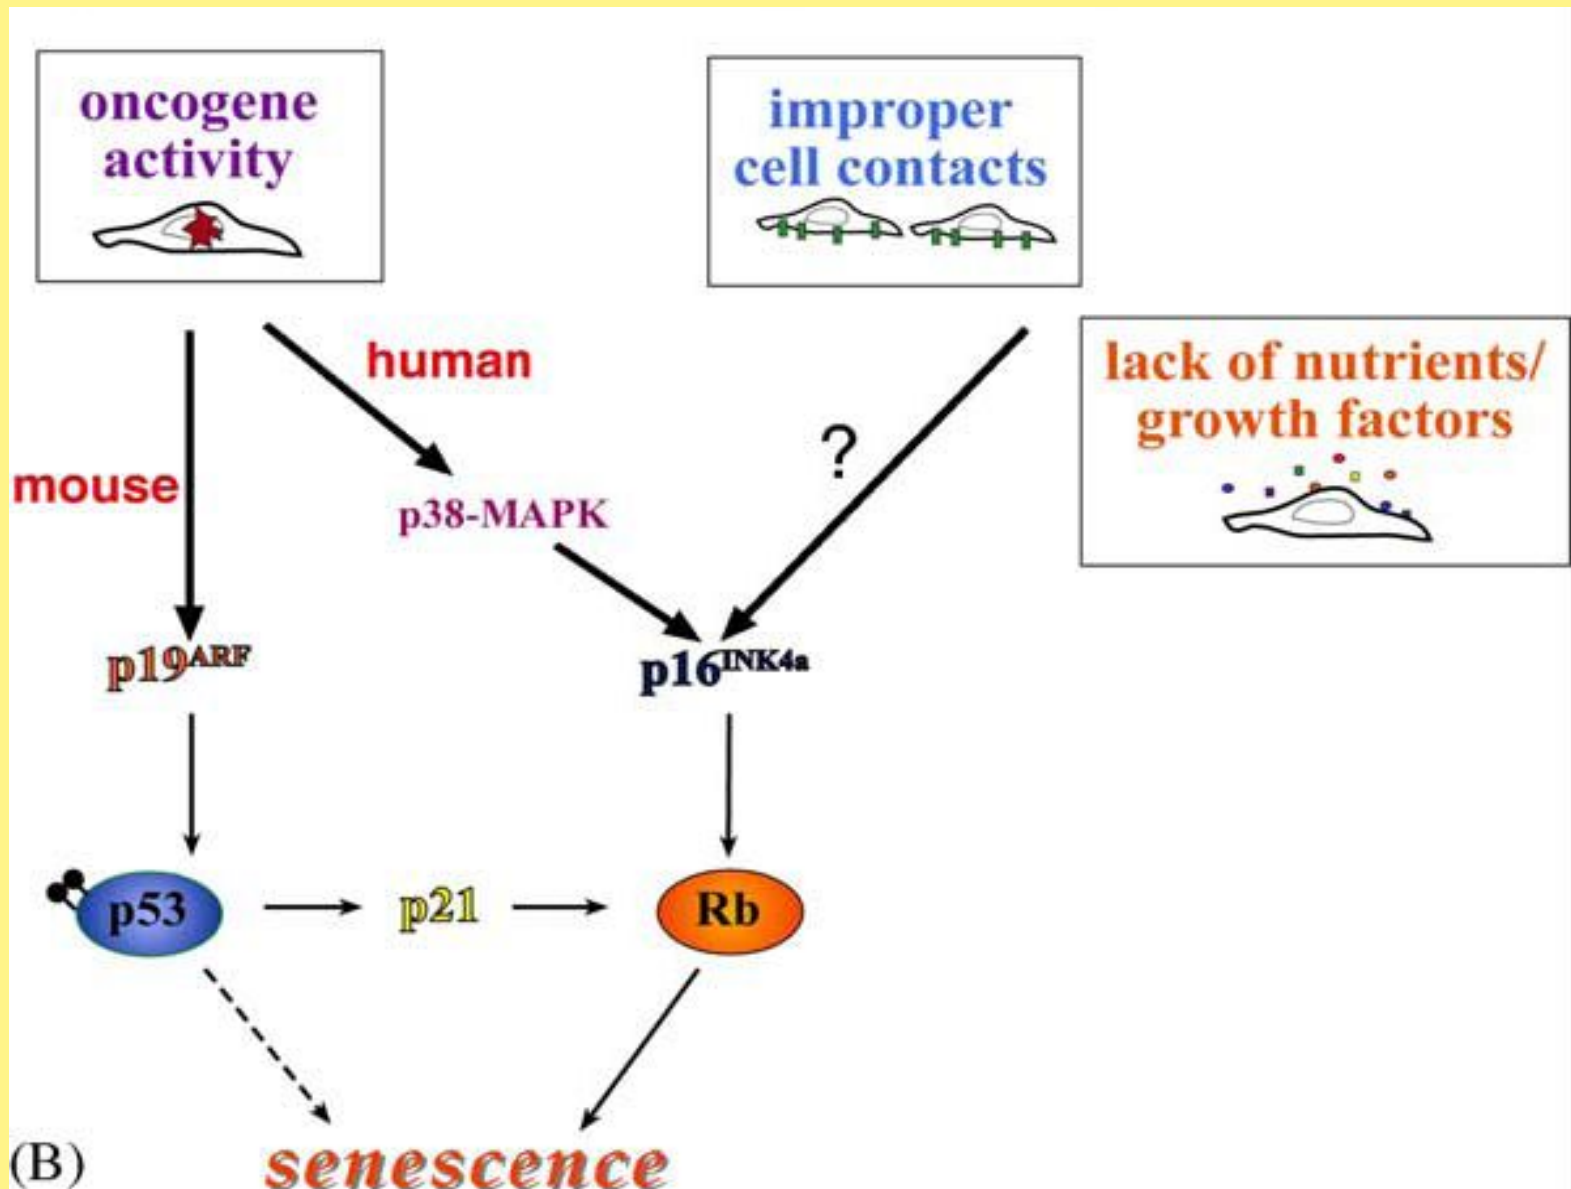 oncogene
activity
improper
cell contacts
human
lack of nutrients/
growth factors
?
mouse
p38-MAPK
p19ARF
p16INK4a
p53
p21
Rb
(B)
senescence